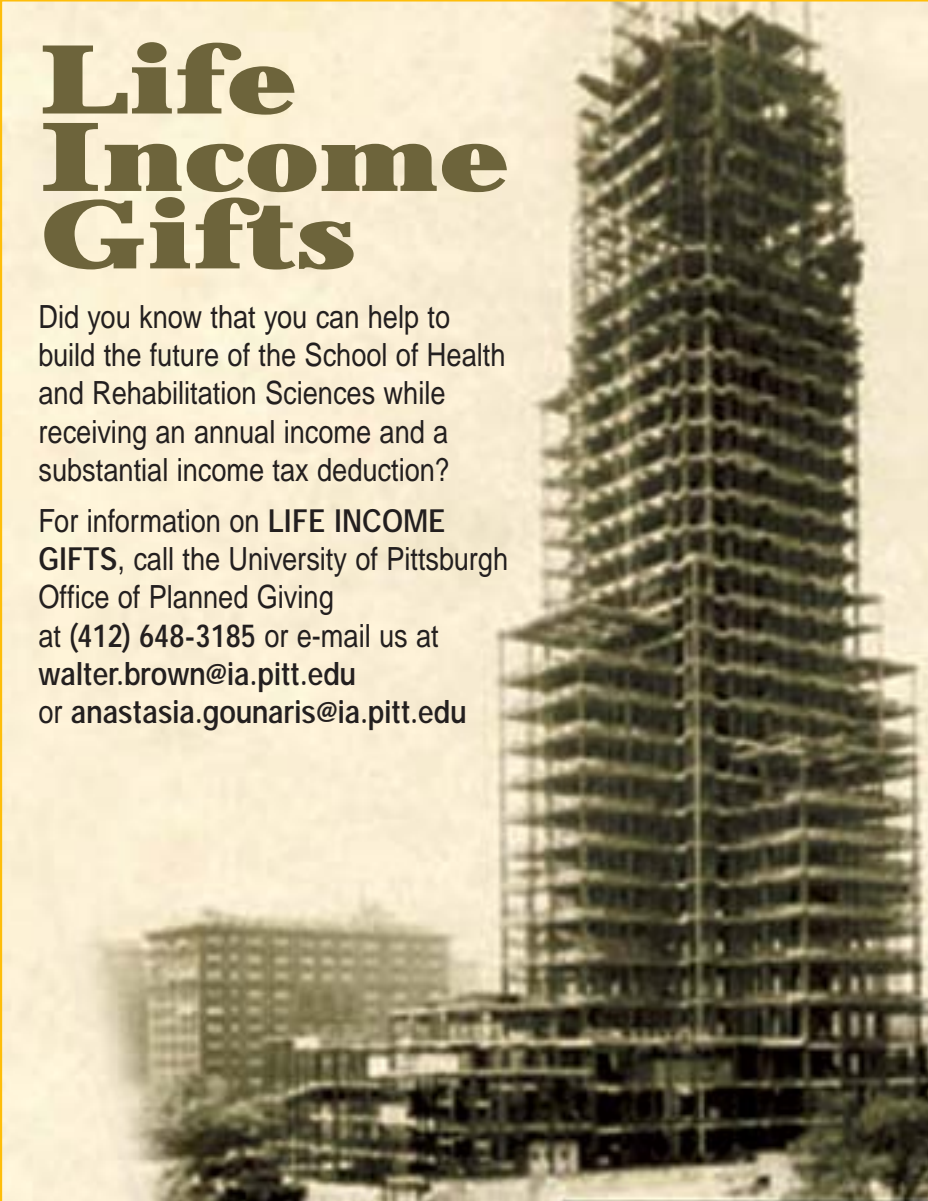 Life
Income
Gifts
Did you know that you can help to
build the future of the School of Health
and Rehabilitation Sciences while
receiving an annual income and a
substantial income tax deduction?
For information on LIFE INCOME
GIFTS, call the University of Pittsburgh
Office of Planned Giving
at (412) 648-3185 or e-mail us at
walter.brown@ia.pitt.edu
or anastasia.gounaris@ia.pitt.edu